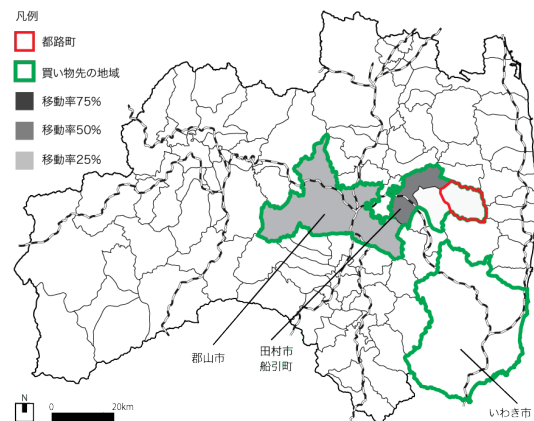 凡例
都路町
買い物先の地域
移動率75%
移動率50%
移動率25%
郡山市
田村市
船引町
いわき市
N
0 20km